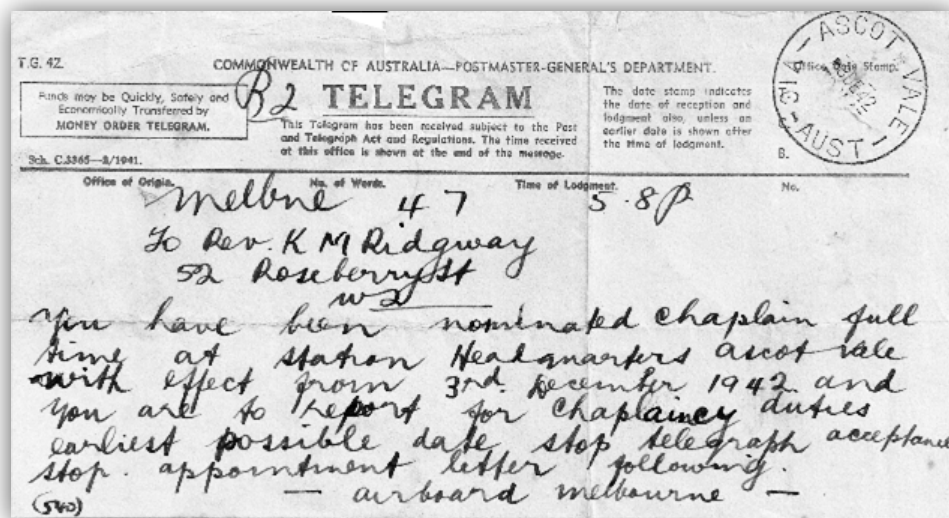 T.G. 42.
COMMONWEALTH OF AUSTRALIA—POSTMASTER-GENERAL'S DEPARTMENT.
Office Date Stamp.
ASCOT VALE
VIC - AUST
Funds may be Quickly, Safely and
Economically Transferred by
MONEY ORDER TELEGRAM.
B2
TELEGRAM
This Telegram has been received subject to the Post
and Telegraph Act and Regulations. The time received
at this office is shown at the end of the message.
The date stamp indicates
the date of reception and
lodgment also, unless an
earlier date is shown after
the time of lodgment.
B.
Sch. C.3365—2/1941.
Office of Origin. No. of Words. Time of Lodgment. No.
Melbne 47 5.8p
To Rev. K M Ridgway
52 Roseberry St
W2
You have been nominated chaplain full
time at station Headquarters ascot vale
with effect from 3rd. December 1942 and
you are to report for chaplaincy duties
earliest possible date stop telegraph acceptance
stop. appointment letter following.
— airboard melbourne —
(540)